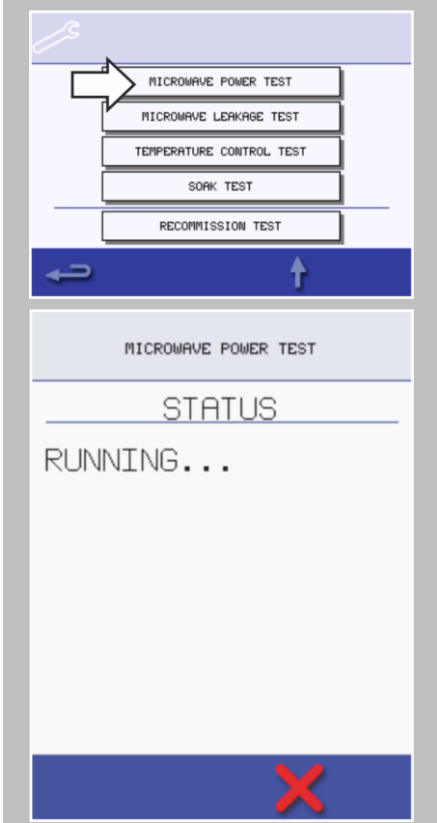 MICROWAVE POWER TEST
MICROWAVE LEAKAGE TEST
TEMPERATURE CONTROL TEST
SOAK TEST
RECOMMISSION TEST
MICROWAVE POWER TEST
STATUS
RUNNING...